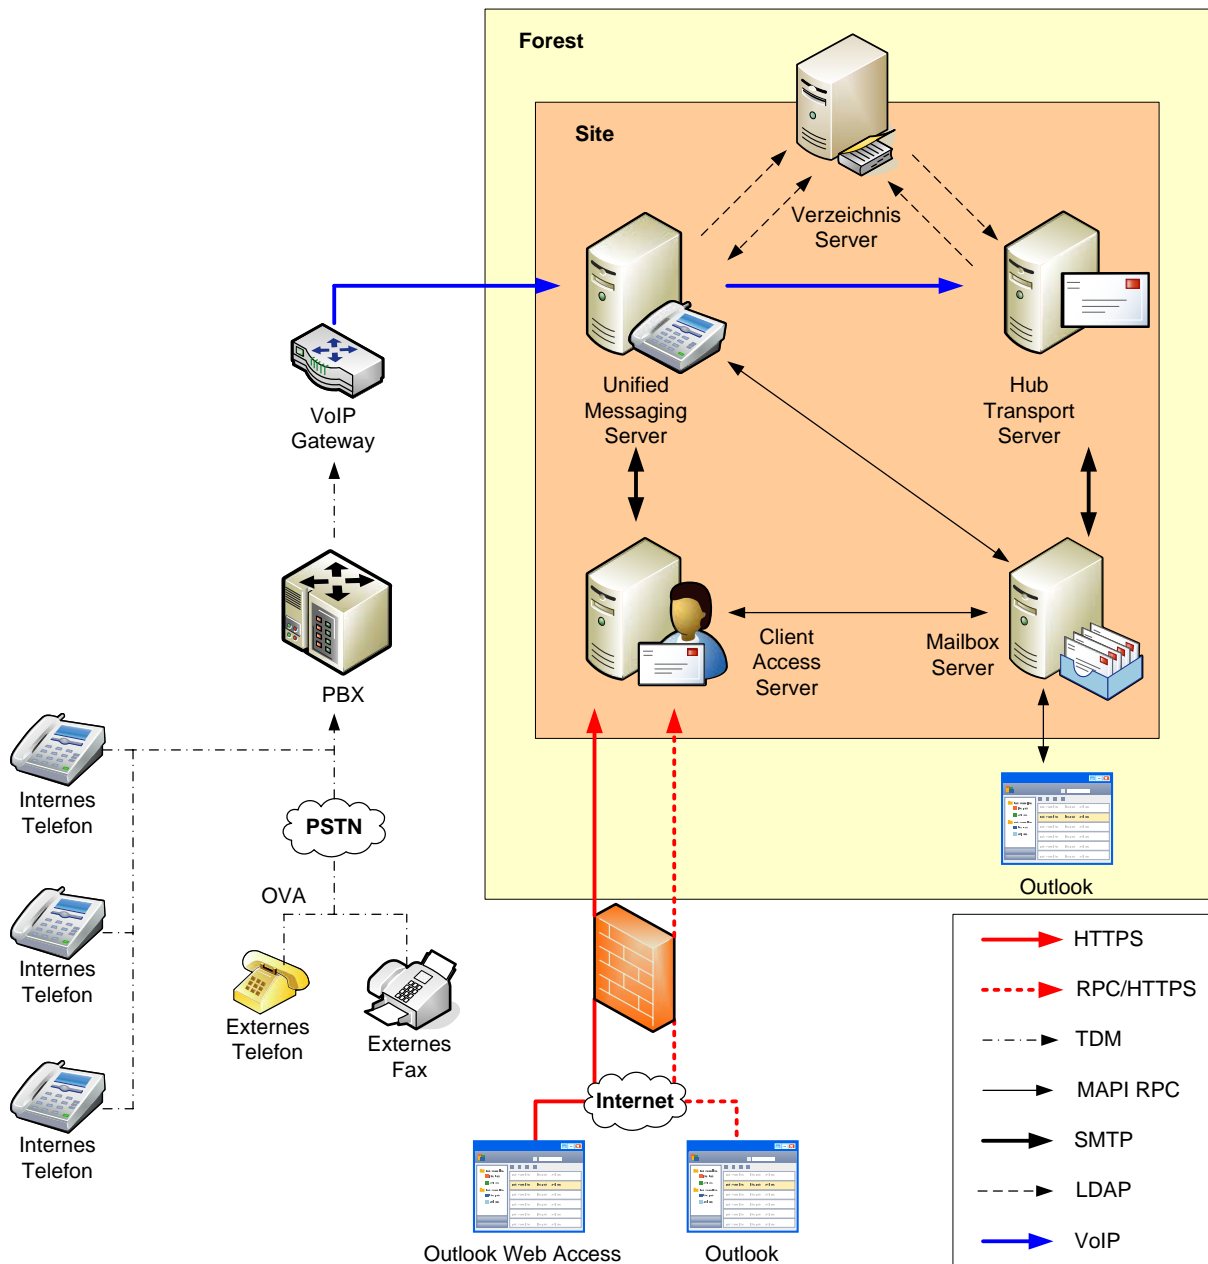 Forest
Site
Verzeichnis
Server
Unified
Messaging
Server
Hub
Transport
Server
VoIP
Gateway
PBX
Client
Access
Server
Mailbox
Server
Internes
Telefon
PSTN
OVA
Internes
Telefon
Externes
Telefon
Externes
Fax
Internes
Telefon
Outlook
Internet
Outlook Web Access
Outlook
HTTPS
RPC/HTTPS
TDM
MAPI RPC
SMTP
LDAP
VoIP